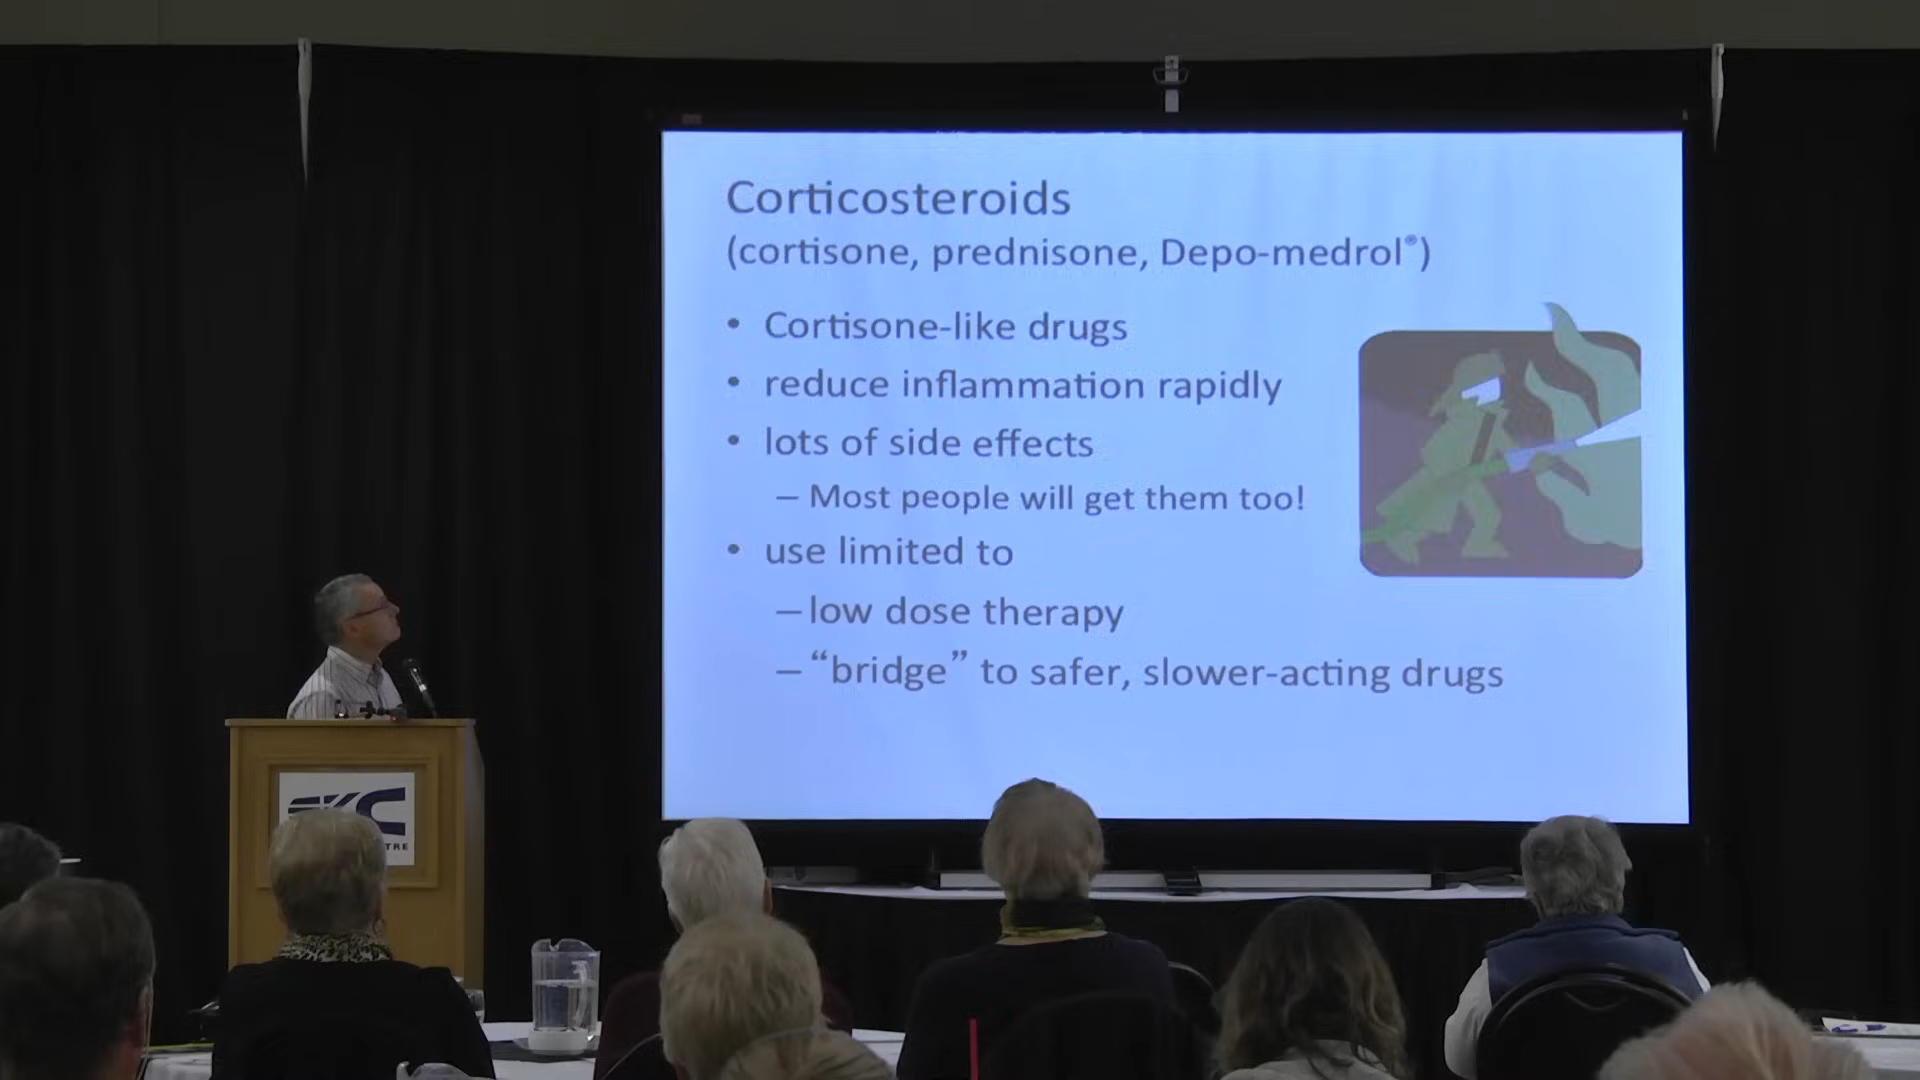 Corticosteroids
(cortisone, prednisone, Depo-medrol®)
• Cortisone-like drugs
• reduce inflammation rapidly
• lots of side effects
– Most people will get them too!
• use limited to
– low dose therapy
– “bridge” to safer, slower-acting drugs